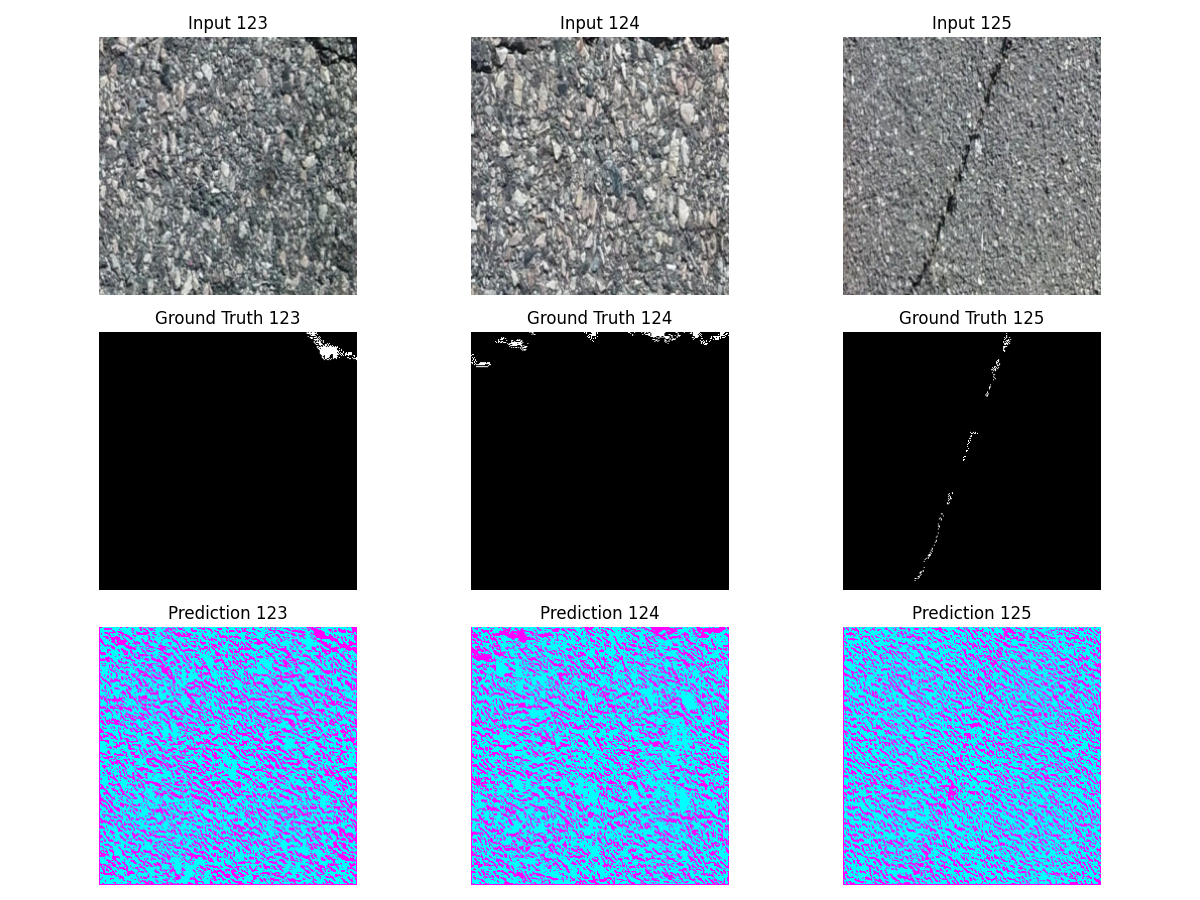 Input 123
Input 124
Input 125
Ground Truth 123
Ground Truth 124
Ground Truth 125
Prediction 123
Prediction 124
Prediction 125